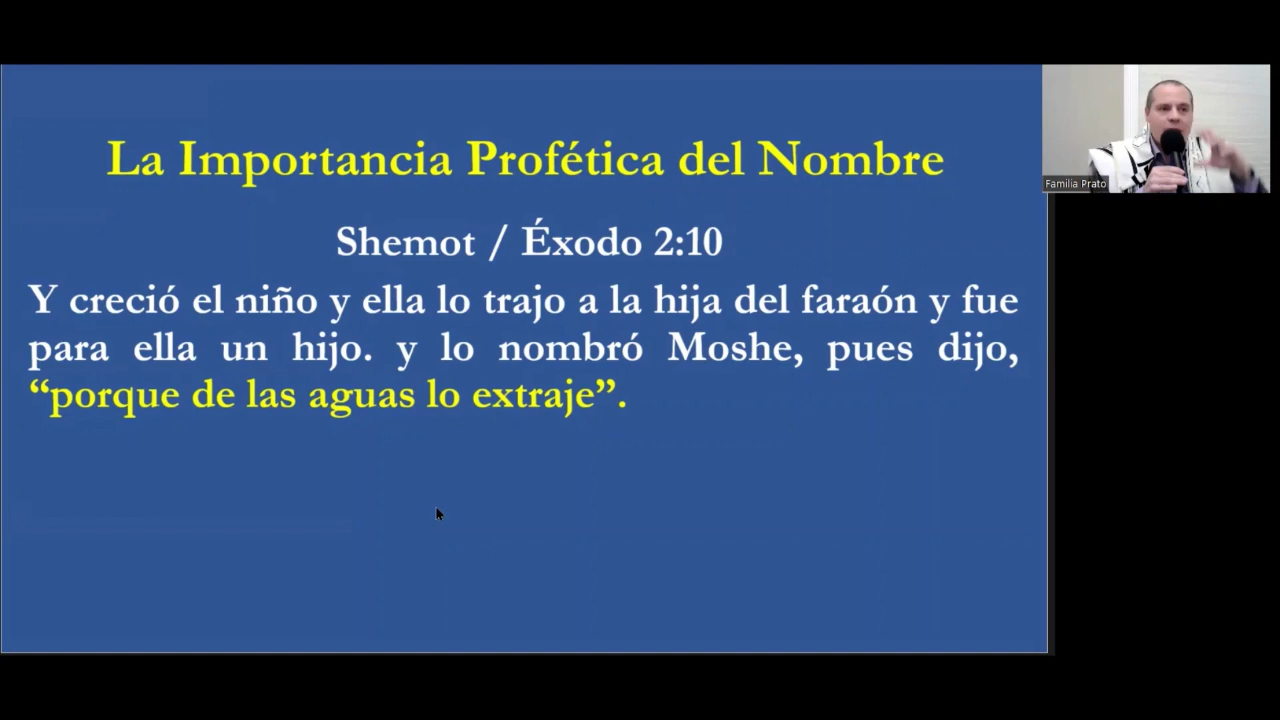 La Importancia Profética del Nombre
Shemot / Éxodo 2:10
Y creció el niño y ella lo trajo a la hija del faraón y fue
para ella un hijo. y lo nombró Moshe, pues dijo,
“porque de las aguas lo extraje”.
Familia Prato